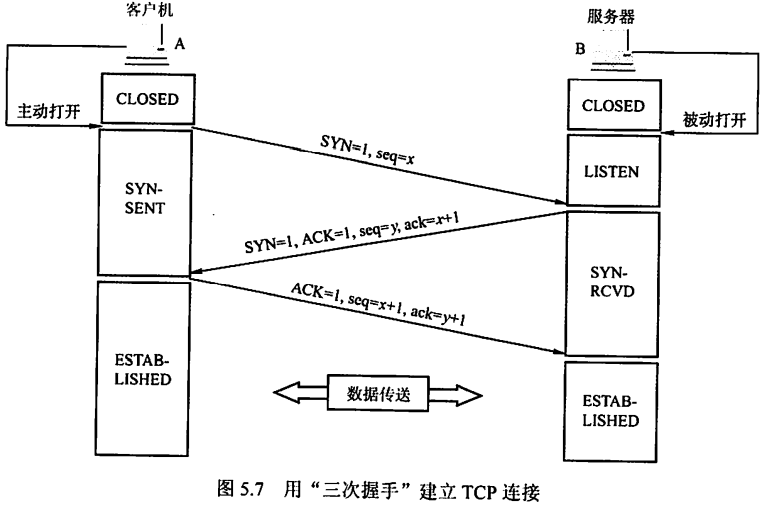 客户机
服务器
A
B
CLOSED
CLOSED
主动打开
被动打开
SYN=1, seq=x
LISTEN
SYN-
SENT
SYN=1, ACK=1, seq=y, ack=x+1
SYN-
RCVD
ACK=1, seq=x+1, ack=y+1
ESTAB-
LISHED
数据传送
ESTAB-
LISHED
图 5.7 用“三次握手”建立 TCP 连接